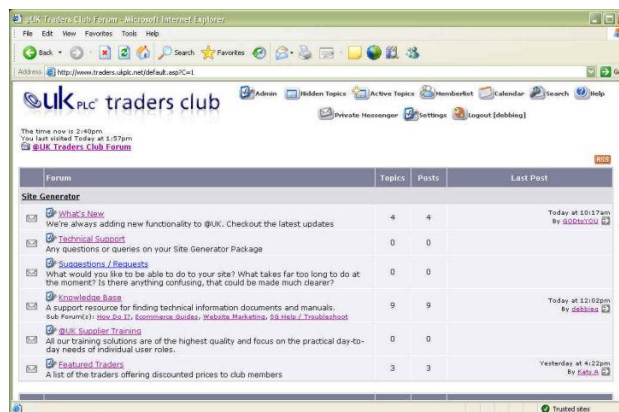 @UK Traders Club Forum - Microsoft Internet Explorer
File Edit View Favorites Tools Help
Back Search Favorites
Address http://www.traders.ukplc.net/default.asp?C=1
@uk PLC traders club
Admin Hidden Topics Active Topics Memberlist Calendar Search Help
Private Messenger Settings Logout [debbieg]
The time now is 2:40pm
You last visited Today at 1:57pm
@UK Traders Club Forum
RSS
Forum Topics Posts Last Post
Site Generator
What's New 4 4 Today at 10:17am
We're always adding new functionality to @UK. Checkout the latest updates By GODtoYOU
Technical Support 0 0
Any questions or queries on your Site Generator Package
Suggestions / Requests
What would you like to be able to do to your site? What takes far too long to do at 0 0
the moment? Is there anything confusing, that could be made much clearer?
Knowledge Base 9 9 Today at 12:02pm
A support resource for finding technical information documents and manuals. By debbieg
Sub Forum(s): How Do I?, Ecommerce Guides, Website Marketing, SG Help / Troubleshoot
@UK Supplier Training
All our training solutions are of the highest quality and focus on the practical day-to- 0 0
day needs of individual user roles.
Featured Traders 3 3 Yesterday at 4:22pm
A list of the traders offering discounted prices to club members By Katy A
Trusted sites